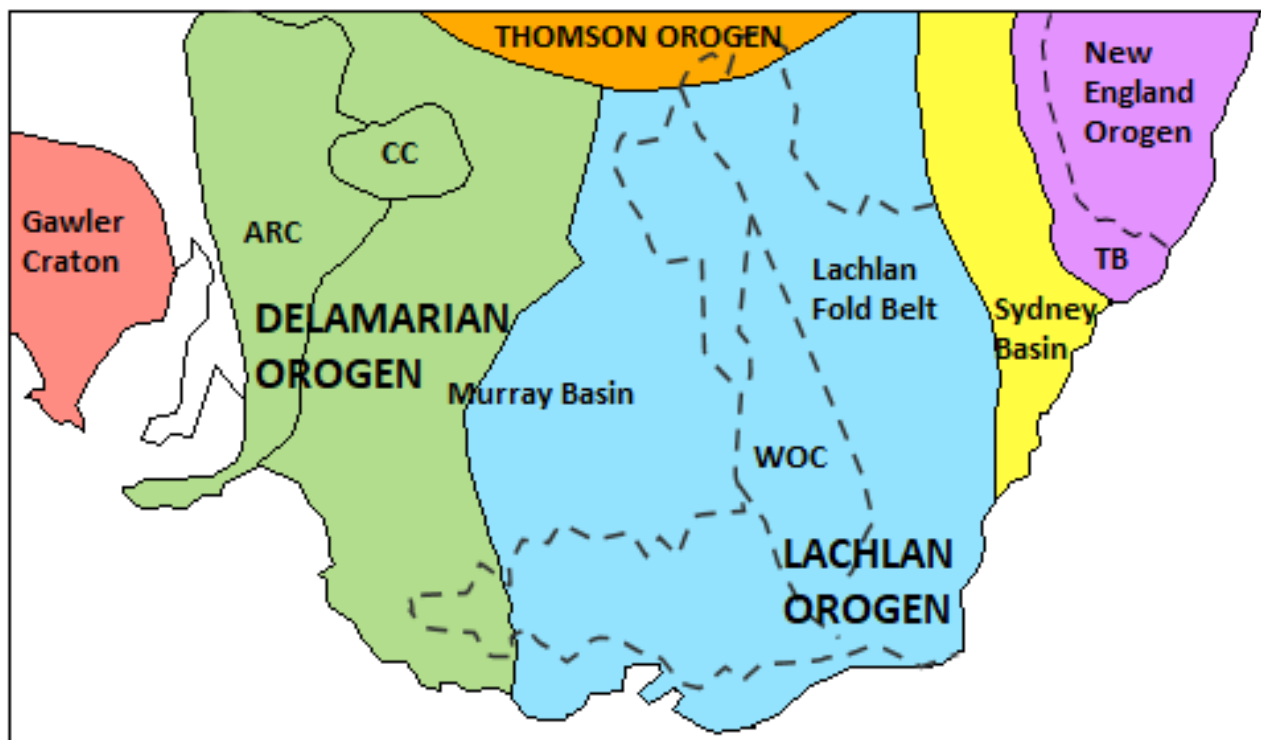 THOMSON OROGEN
New
England
Orogen
CC
Gawler
Craton
ARC
TB
Lachlan
Fold Belt
DELAMARIAN
OROGEN
Sydney
Basin
Murray Basin
WOC
LACHLAN
OROGEN